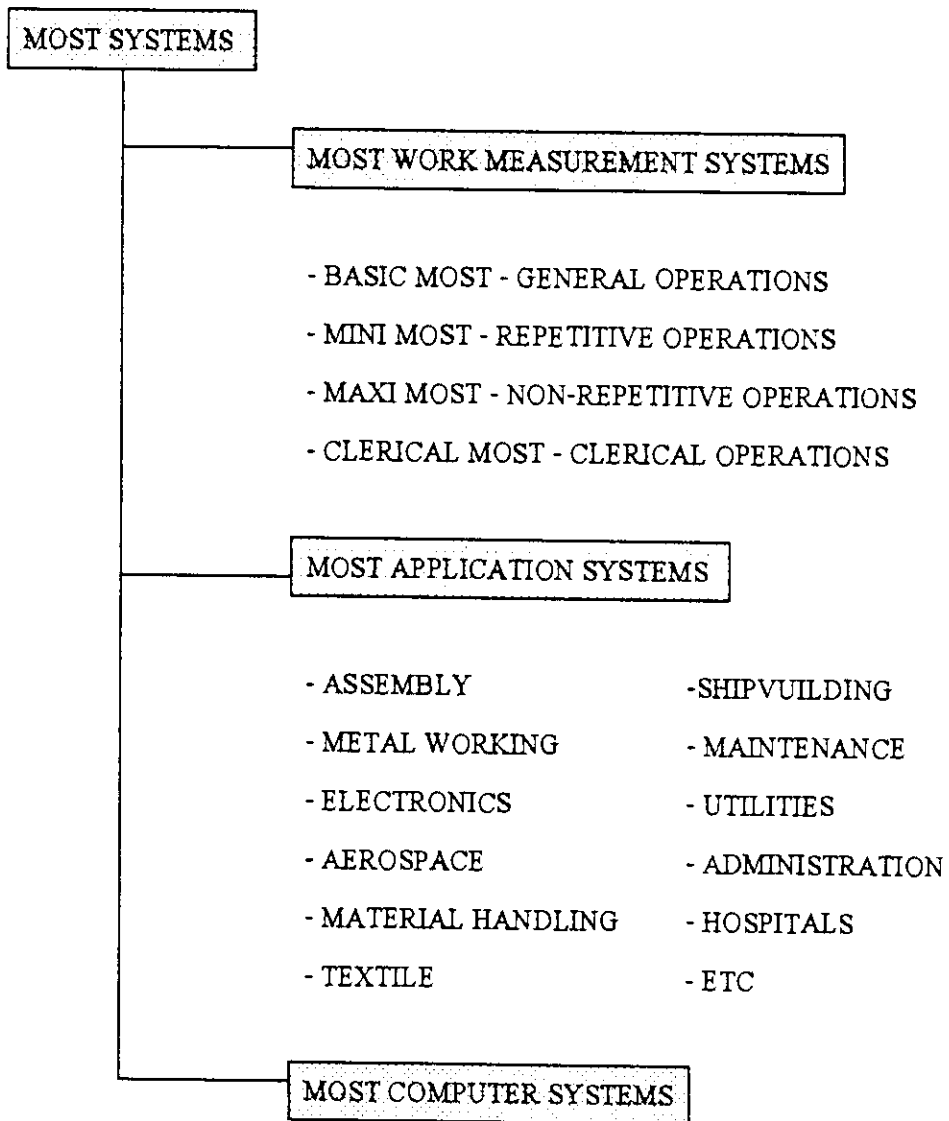 MOST SYSTEMS
MOST WORK MEASUREMENT SYSTEMS
- BASIC MOST - GENERAL OPERATIONS
- MINI MOST - REPETITIVE OPERATIONS
- MAXI MOST - NON-REPETITIVE OPERATIONS
- CLERICAL MOST - CLERICAL OPERATIONS
MOST APPLICATION SYSTEMS
- ASSEMBLY -SHIPVUILDING
- METAL WORKING - MAINTENANCE
- ELECTRONICS - UTILITIES
- AEROSPACE - ADMINISTRATION
- MATERIAL HANDLING - HOSPITALS
- TEXTILE - ETC
MOST COMPUTER SYSTEMS